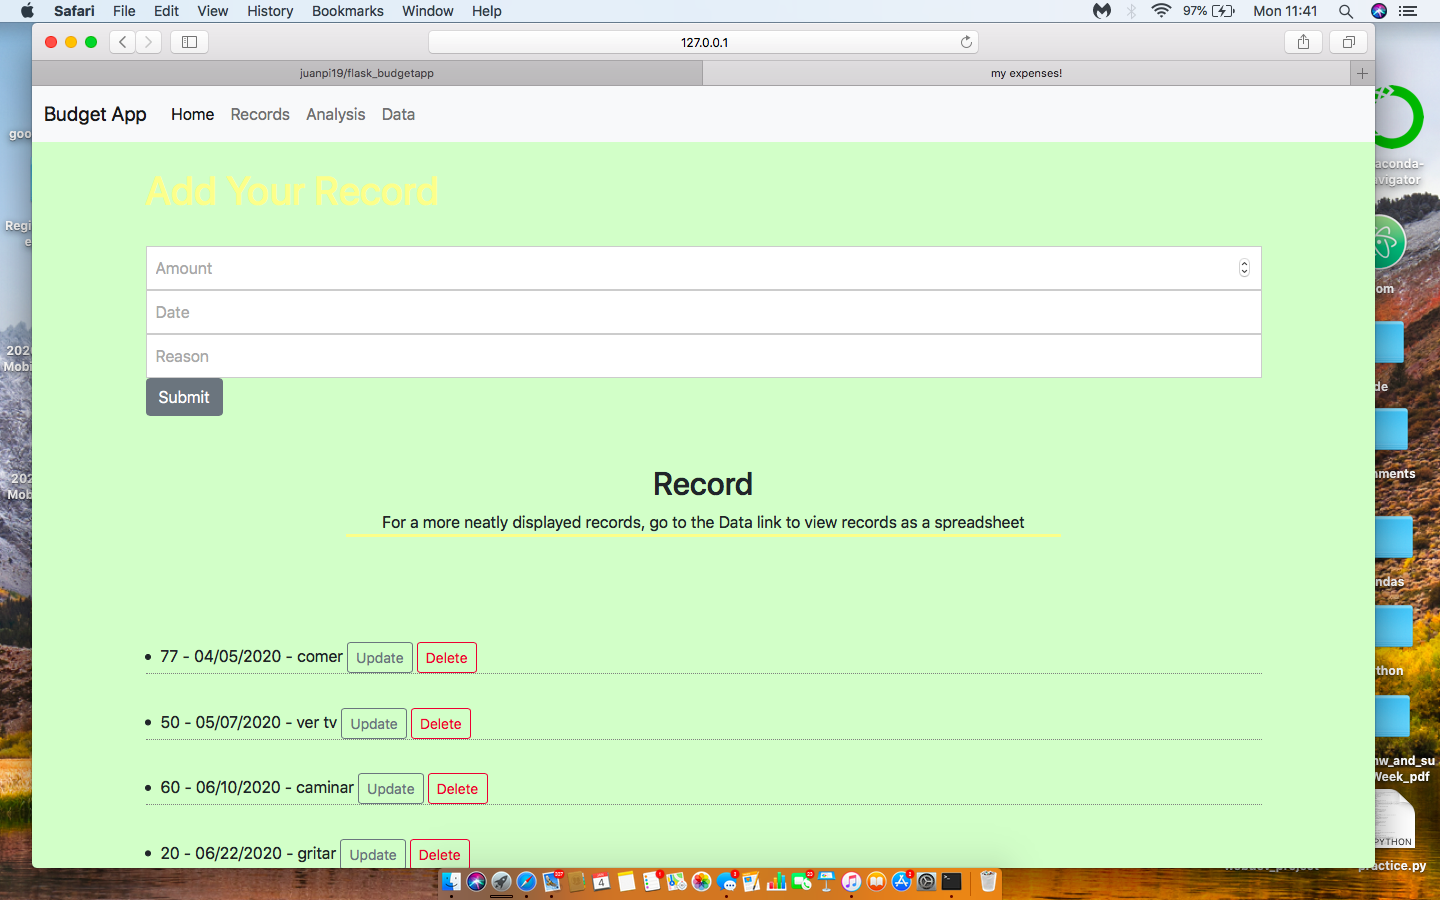 Safari File Edit View History Bookmarks Window Help 97% Mon 11:41
127.0.0.1
juanpi19/flask_budgetapp my expenses!
Budget App Home Records Analysis Data
Add Your Record
Amount
Date
Reason
Submit
Record
For a more neatly displayed records, go to the Data link to view records as a spreadsheet
77 - 04/05/2020 - comer Update Delete
50 - 05/07/2020 - ver tv Update Delete
60 - 06/10/2020 - caminar Update Delete
20 - 06/22/2020 - gritar Update Delete
goo
Regi
e
202
Mobi
202
Mob
aconda-
vigator
om
de
ments
ndas
thon
hw_and_su
Week_pdf
PYTHON
actice.py
4